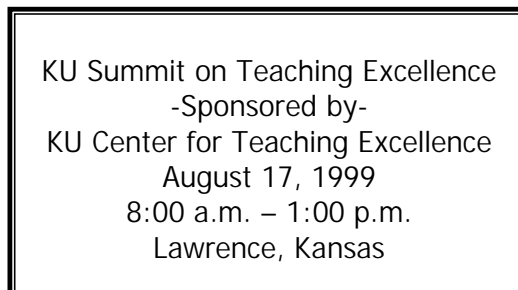 KU Summit on Teaching Excellence
-Sponsored by-
KU Center for Teaching Excellence
August 17, 1999
8:00 a.m. – 1:00 p.m.
Lawrence, Kansas